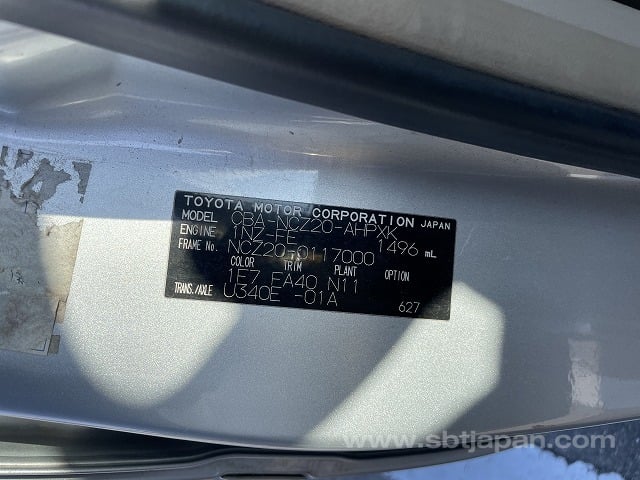 TOYOTA MOTOR CORPORATION JAPAN
MODEL CBA-NCZ20-AHPXK
ENGINE 1NZ-FE 1496 mL
FRAME No. NCZ20-0117000
COLOR TRIM PLANT OPTION
1E7 FA40 N11
TRANS./AXLE U340E -01A 627
www.sbtjapan.com